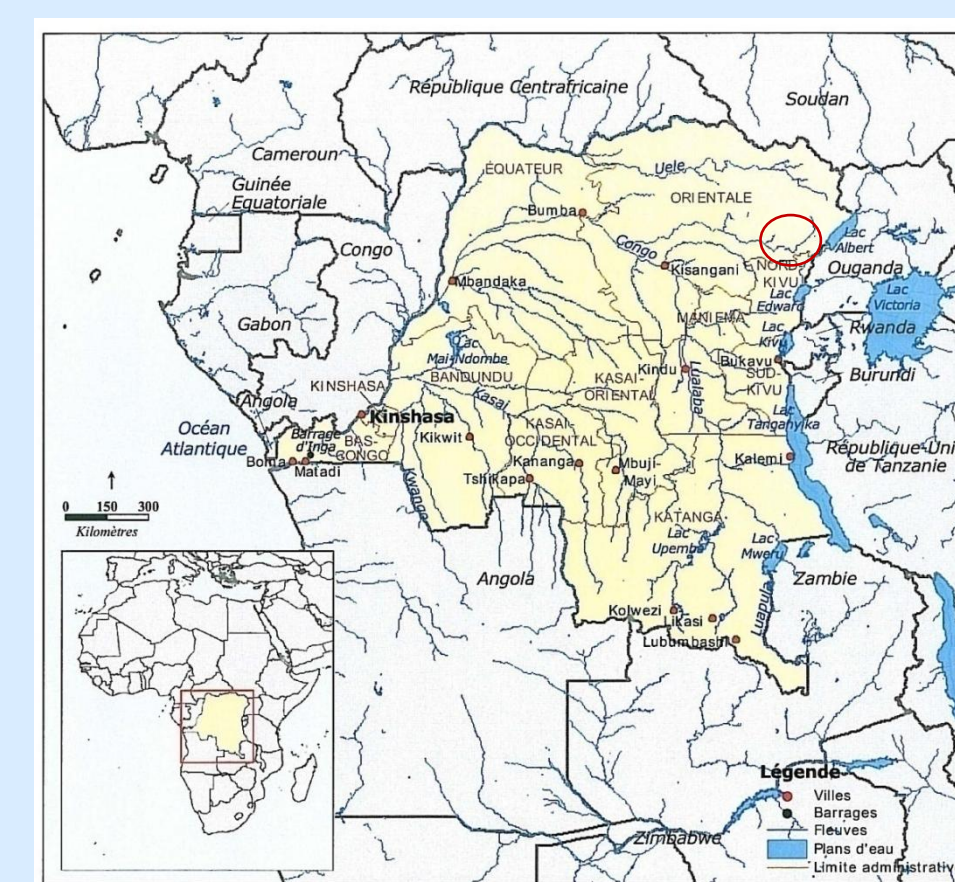 République Centrafricaine
Soudan
Cameroun
Guinée
Equatoriale
ÉQUATEUR
Uele
ORIENTALE
Bumba
Congo
Congo
Kisangani
NORD-
KIVU
Lac
Albert
Ouganda
Lac
Edward
Lac
Victoria
Mbandaka
Gabon
MANIEMA
Lac
Kivu
Rwanda
Lac
Mai-Ndombe
BANDUNDU
Kasai
KASAI-
ORIENTAL
Kindu
Lualaba
Bukavu
SUD-
KIVU
Burundi
KINSHASA
Angola
Kinshasa
Lac
Tanganyika
Océan
Atlantique
Barrage
d'Inga
BAS-
CONGO
Kikwit
KASAI-
OCCIDENTAL
République-Uni
de Tanzanie
Boma
Matadi
Kwango
Kananga
Tshikapa
Mbuji-
Mayi
Kalemi
0 150 300
Kilomètres
KATANGA
Lac
Upemba
Lac
Mweru
Angola
Zambie
Kolwezi
Likasi
Luapula
Lubumbashi
Zimbabwe
Légende
Villes
Barrages
Fleuves
Plans d'eau
Limite administrativ